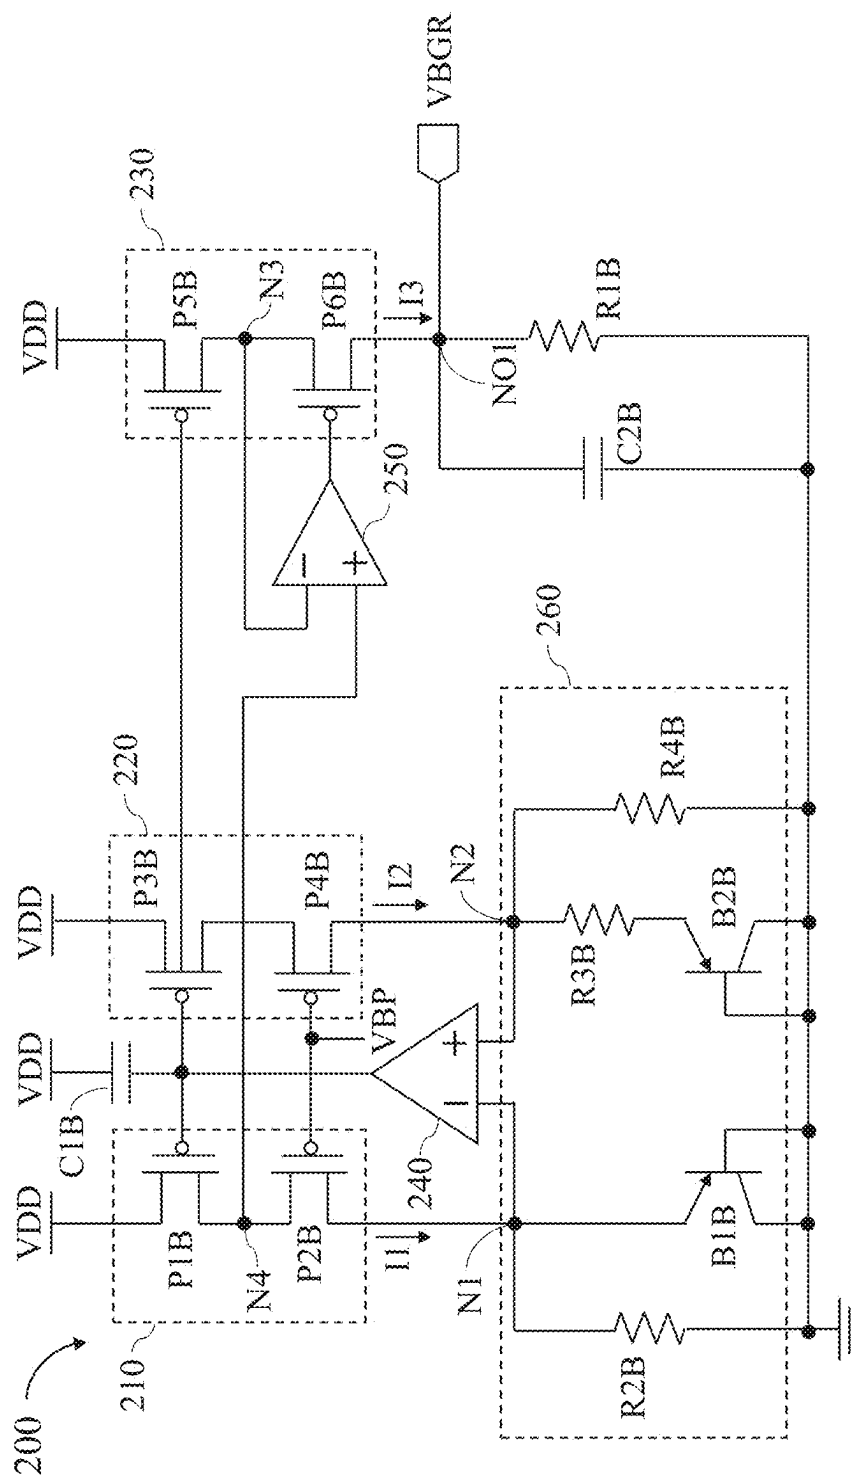 200
VDD
VDD
VDD
VDD
C1B
210
220
230
P1B
P3B
P5B
N4
N3
P2B
P4B
P6B
VBP
I1
I2
I3
250
240
VBGR
N1
N2
NO1
260
R3B
R1B
C2B
R2B
R4B
B1B
B2B